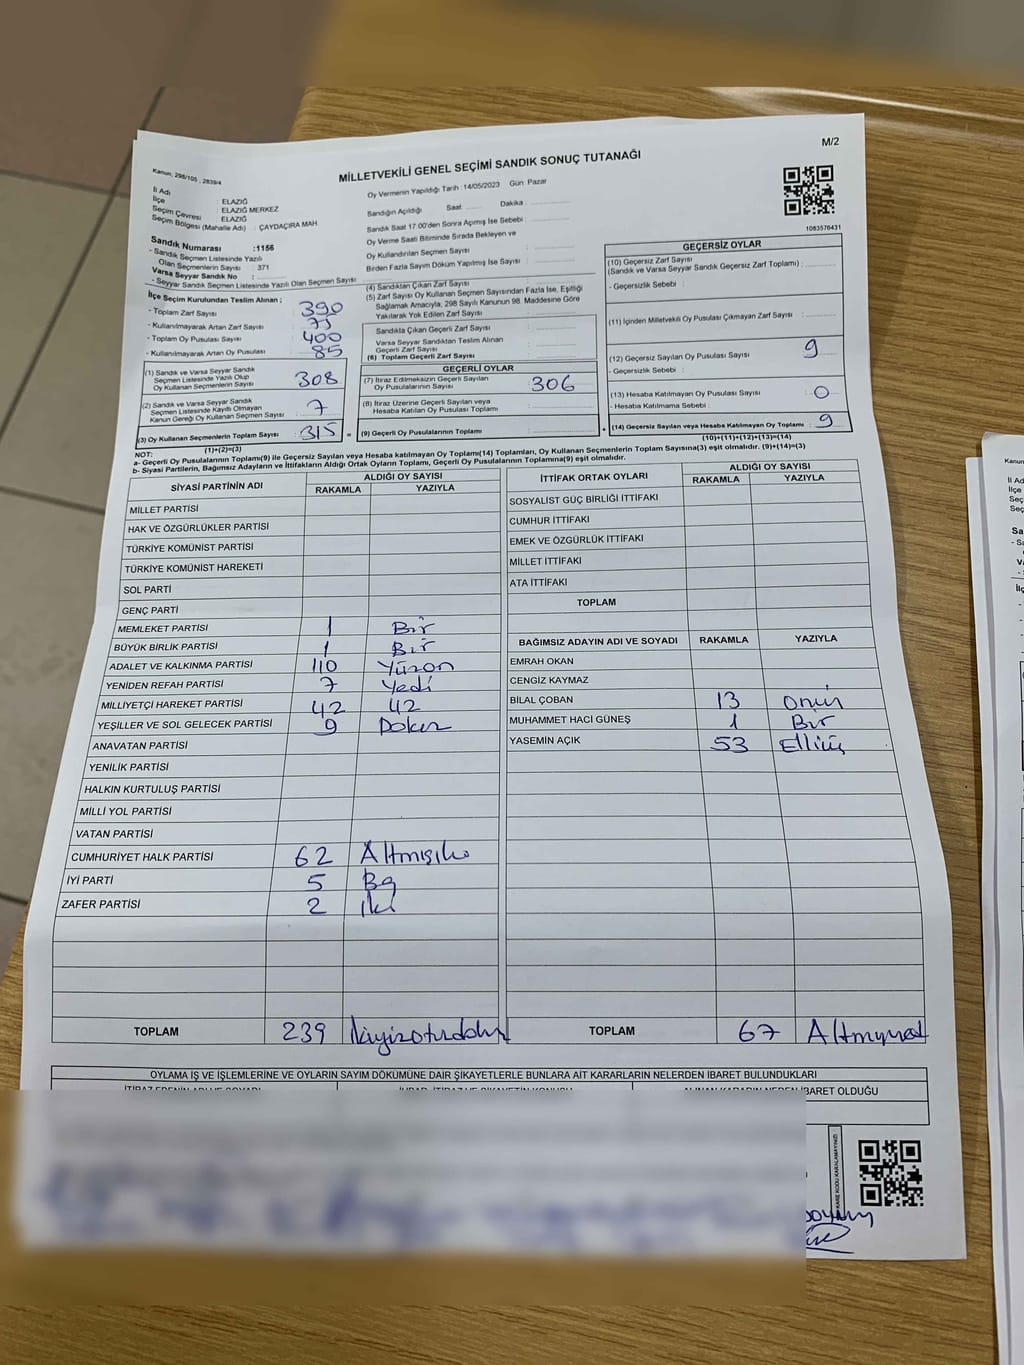 M/2
Kanun, 298/105 , 2839/4
MİLLETVEKİLİ GENEL SEÇİMİ SANDIK SONUÇ TUTANAĞI
İl Adı : ELAZIĞ
İlçe : ELAZIĞ MERKEZ
Seçim Çevresi : ELAZIĞ
Seçim Bölgesi (Mahalle Adı) : ÇAYDAÇIRA MAH
Sandık Numarası :1156
- Sandık Seçmen Listesinde Yazılı
Olan Seçmenlerin Sayısı 371
Varsa Seyyar Sandık No :
- Seyyar Sandık Seçmen Listesinde Yazılı Olan Seçmen Sayısı
Oy Vermenin Yapıldığı Tarih : 14/05/2023 Gün: Pazar
Sandığın Açıldığı Saat Dakika :
Sandık Saat 17:00'den Sonra Açılmış İse Sebebi :
Oy Verme Saati Bitiminde Sırada Bekleyen ve
Oy Kullandırılan Seçmen Sayısı :
Birden Fazla Sayım Döküm Yapılmış İse Sayısı :
1083576431
İlçe Seçim Kurulundan Teslim Alınan ;
- Toplam Zarf Sayısı : 390
- Kullanılmayarak Artan Zarf Sayısı : 75
- Toplam Oy Pusulası Sayısı : 400
- Kullanılmayarak Artan Oy Pusulası : 85
(1) Sandık ve Varsa Seyyar Sandık
Seçmen Listesinde Yazılı Olup
Oy Kullanan Seçmenlerin Sayısı : 308
(2) Sandık ve Varsa Seyyar Sandık
Seçmen Listesinde Kayıtlı Olmayan
Kanun Gereği Oy Kullanan Seçmen Sayısı : 7
(3) Oy Kullanan Seçmenlerin Toplam Sayısı : 315 =
(1)+(2)=(3)
(4) Sandıktan Çıkan Zarf Sayısı
(5) Zarf Sayısı Oy Kullanan Seçmen Sayısından Fazla İse, Eşitliği
Sağlamak Amacıyla, 298 Sayılı Kanunun 98. Maddesine Göre
Yakılarak Yok Edilen Zarf Sayısı :
Sandıkta Çıkan Geçerli Zarf Sayısı
Varsa Seyyar Sandıktan Teslim Alınan
Geçerli Zarf Sayısı
(6) Toplam Geçerli Zarf Sayısı :
GEÇERLİ OYLAR
(7) İtiraz Edilmeksizin Geçerli Sayılan
Oy Pusulalarının Sayısı : 306
(8) İtiraz Üzerine Geçerli Sayılan veya
Hesaba Katılan Oy Pusulası Toplamı :
(9) Geçerli Oy Pusulalarının Toplamı : +
GEÇERSİZ OYLAR
(10) Geçersiz Zarf Sayısı
(Sandık ve Varsa Seyyar Sandık Geçersiz Zarf Toplamı) :
- Geçersizlik Sebebi :
(11) İçinden Milletvekili Oy Pusulası Çıkmayan Zarf Sayısı :
(12) Geçersiz Sayılan Oy Pusulası Sayısı : 9
- Geçersizlik Sebebi :
(13) Hesaba Katılmayan Oy Pusulası Sayısı : 0
- Hesaba Katılmama Sebebi :
(14) Geçersiz Sayılan veya Hesaba Katılmayan Oy Toplamı : 9
(10)+(11)+(12)+(13)=(14)
NOT:
a- Geçerli Oy Pusulalarının Toplamı(9) ile Geçersiz Sayılan veya Hesaba katılmayan Oy Toplamı(14) Toplamları, Oy Kullanan Seçmenlerin Toplam Sayısına(3) eşit olmalıdır. (9)+(14)=(3)
b- Siyasi Partilerin, Bağımsız Adayların ve İttifakların Aldığı Ortak Oyların Toplamı, Geçerli Oy Pusulalarının Toplamına(9) eşit olmalıdır.
SİYASİ PARTİNİN ADI ALDIĞI OY SAYISI
RAKAMLA YAZIYLA
MİLLET PARTİSİ
HAK VE ÖZGÜRLÜKLER PARTİSİ
TÜRKİYE KOMÜNİST PARTİSİ
TÜRKİYE KOMÜNİST HAREKETİ
SOL PARTİ
GENÇ PARTİ
MEMLEKET PARTİSİ 1 Bir
BÜYÜK BİRLİK PARTİSİ 1 Bir
ADALET VE KALKINMA PARTİSİ 110 Yüzon
YENİDEN REFAH PARTİSİ 7 Yedi
MİLLİYETÇİ HAREKET PARTİSİ 42 42
YEŞİLLER VE SOL GELECEK PARTİSİ 9 Dokuz
ANAVATAN PARTİSİ
YENİLİK PARTİSİ
HALKIN KURTULUŞ PARTİSİ
MİLLİ YOL PARTİSİ
VATAN PARTİSİ
CUMHURİYET HALK PARTİSİ 62 Altmışiki
İYİ PARTİ 5 Beş
ZAFER PARTİSİ 2 iki
TOPLAM 239 ikiyüzotuzdokuz
İTTİFAK ORTAK OYLARI ALDIĞI OY SAYISI
RAKAMLA YAZIYLA
SOSYALİST GÜÇ BİRLİĞİ İTTİFAKI
CUMHUR İTTİFAKI
EMEK VE ÖZGÜRLÜK İTTİFAKI
MİLLET İTTİFAKI
ATA İTTİFAKI
TOPLAM
BAĞIMSIZ ADAYIN ADI VE SOYADI RAKAMLA YAZIYLA
EMRAH OKAN
CENGİZ KAYMAZ
BİLAL ÇOBAN 13 onüç
MUHAMMET HACİ GÜNEŞ 1 Bir
YASEMİN AÇIK 53 Elliüç
TOPLAM 67 Altmışyedi
OYLAMA İŞ VE İŞLEMLERİNE VE OYLARIN SAYIM DÖKÜMÜNE DAİR ŞİKAYETLERLE BUNLARA AİT KARARLARIN NELERDEN İBARET BULUNDUKLARI
İBARET OLDUĞU
KARE KODU KARALAMAYINIZ!
Kanun
İl Ad
İlçe
Seç
Seç
Sa